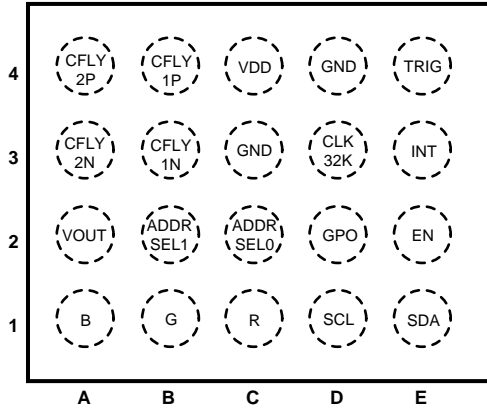 4
CFLY
2P
CFLY
1P
VDD
GND
TRIG
3
CFLY
2N
CFLY
1N
GND
CLK
32K
INT
2
VOUT
ADDR
SEL1
ADDR
SEL0
GPO
EN
1
B
G
R
SCL
SDA
A
B
C
D
E